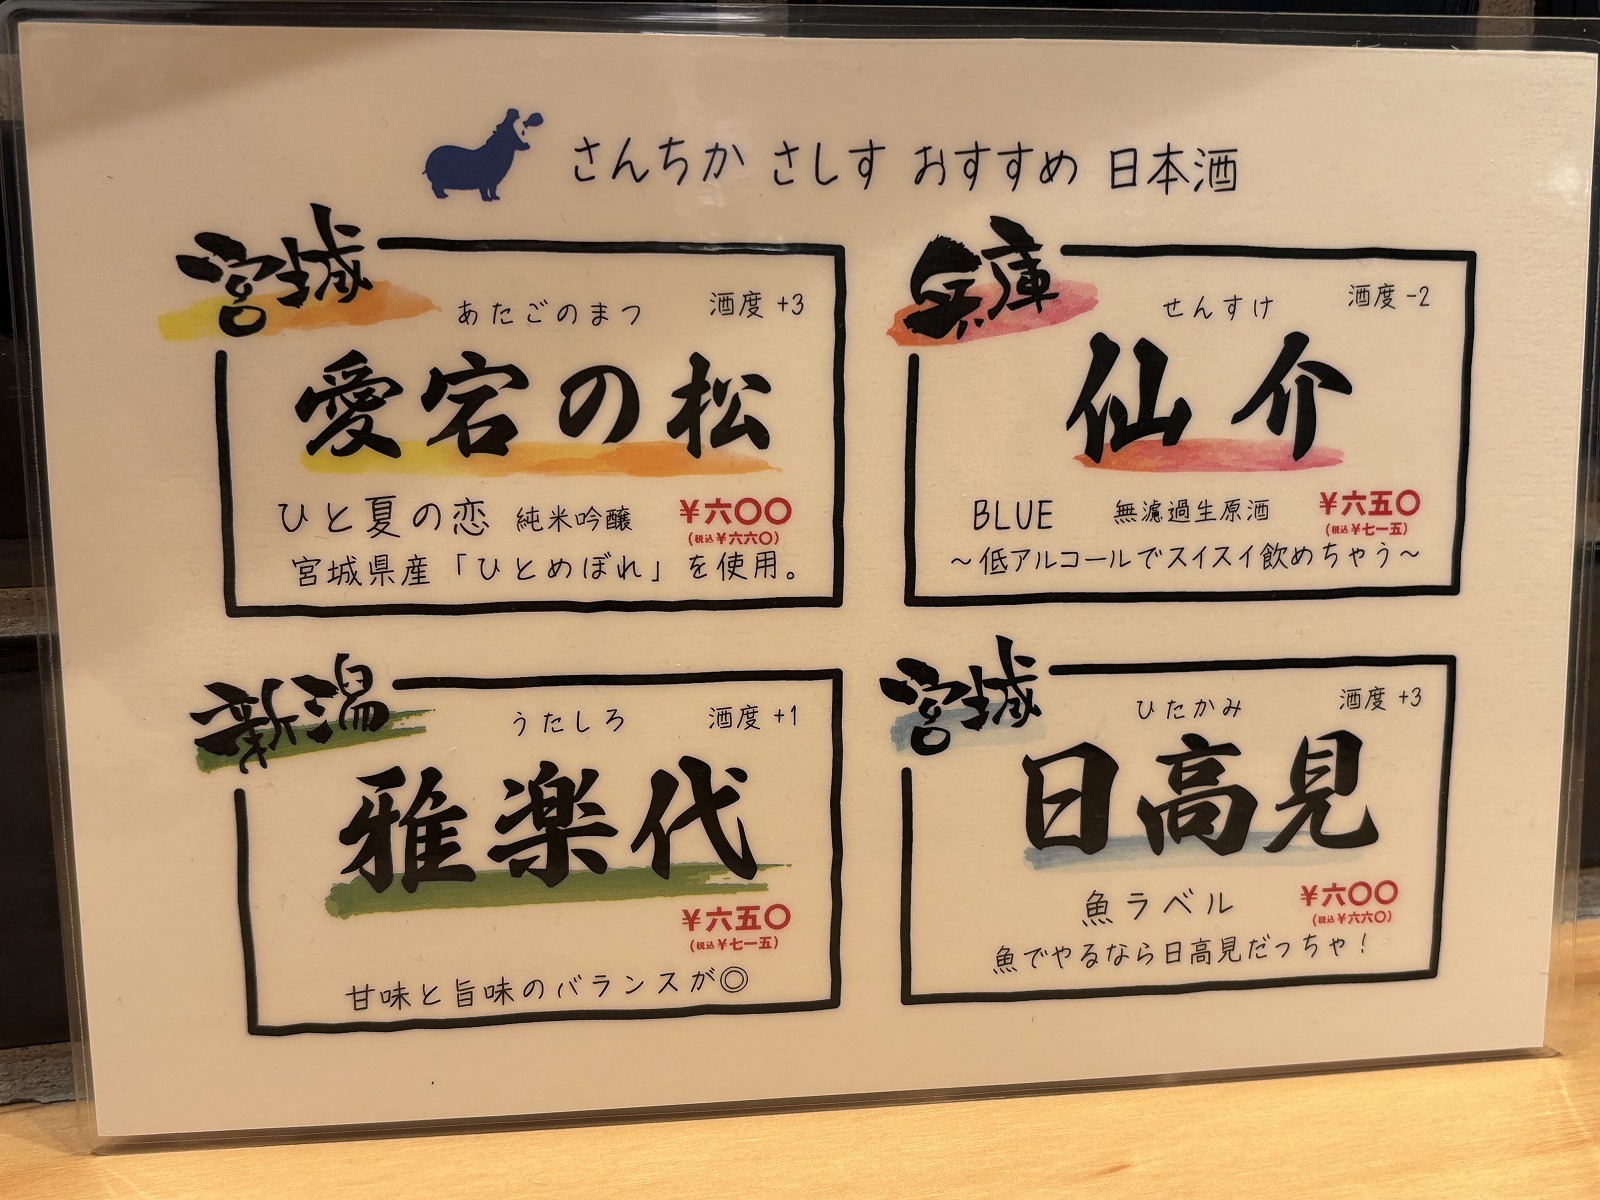 さんちか さしす おすすめ 日本酒
宮城
あたごのまつ 酒度 +3
愛宕の松
ひと夏の恋 純米吟醸 ¥六〇〇
(税込¥六六〇)
宮城県産「ひとめぼれ」を使用。
兵庫
せんすけ 酒度 -2
仙介
BLUE 無濾過生原酒 ¥六五〇
(税込¥七一五)
～低アルコールでスイスイ飲めちゃう～
新潟
うたしろ 酒度 +1
雅楽代
¥六五〇
(税込¥七一五)
甘味と旨味のバランスが◎
宮城
ひたかみ 酒度 +3
日高見
魚ラベル ¥六〇〇
(税込¥六六〇)
魚でやるなら日高見だっちゃ！